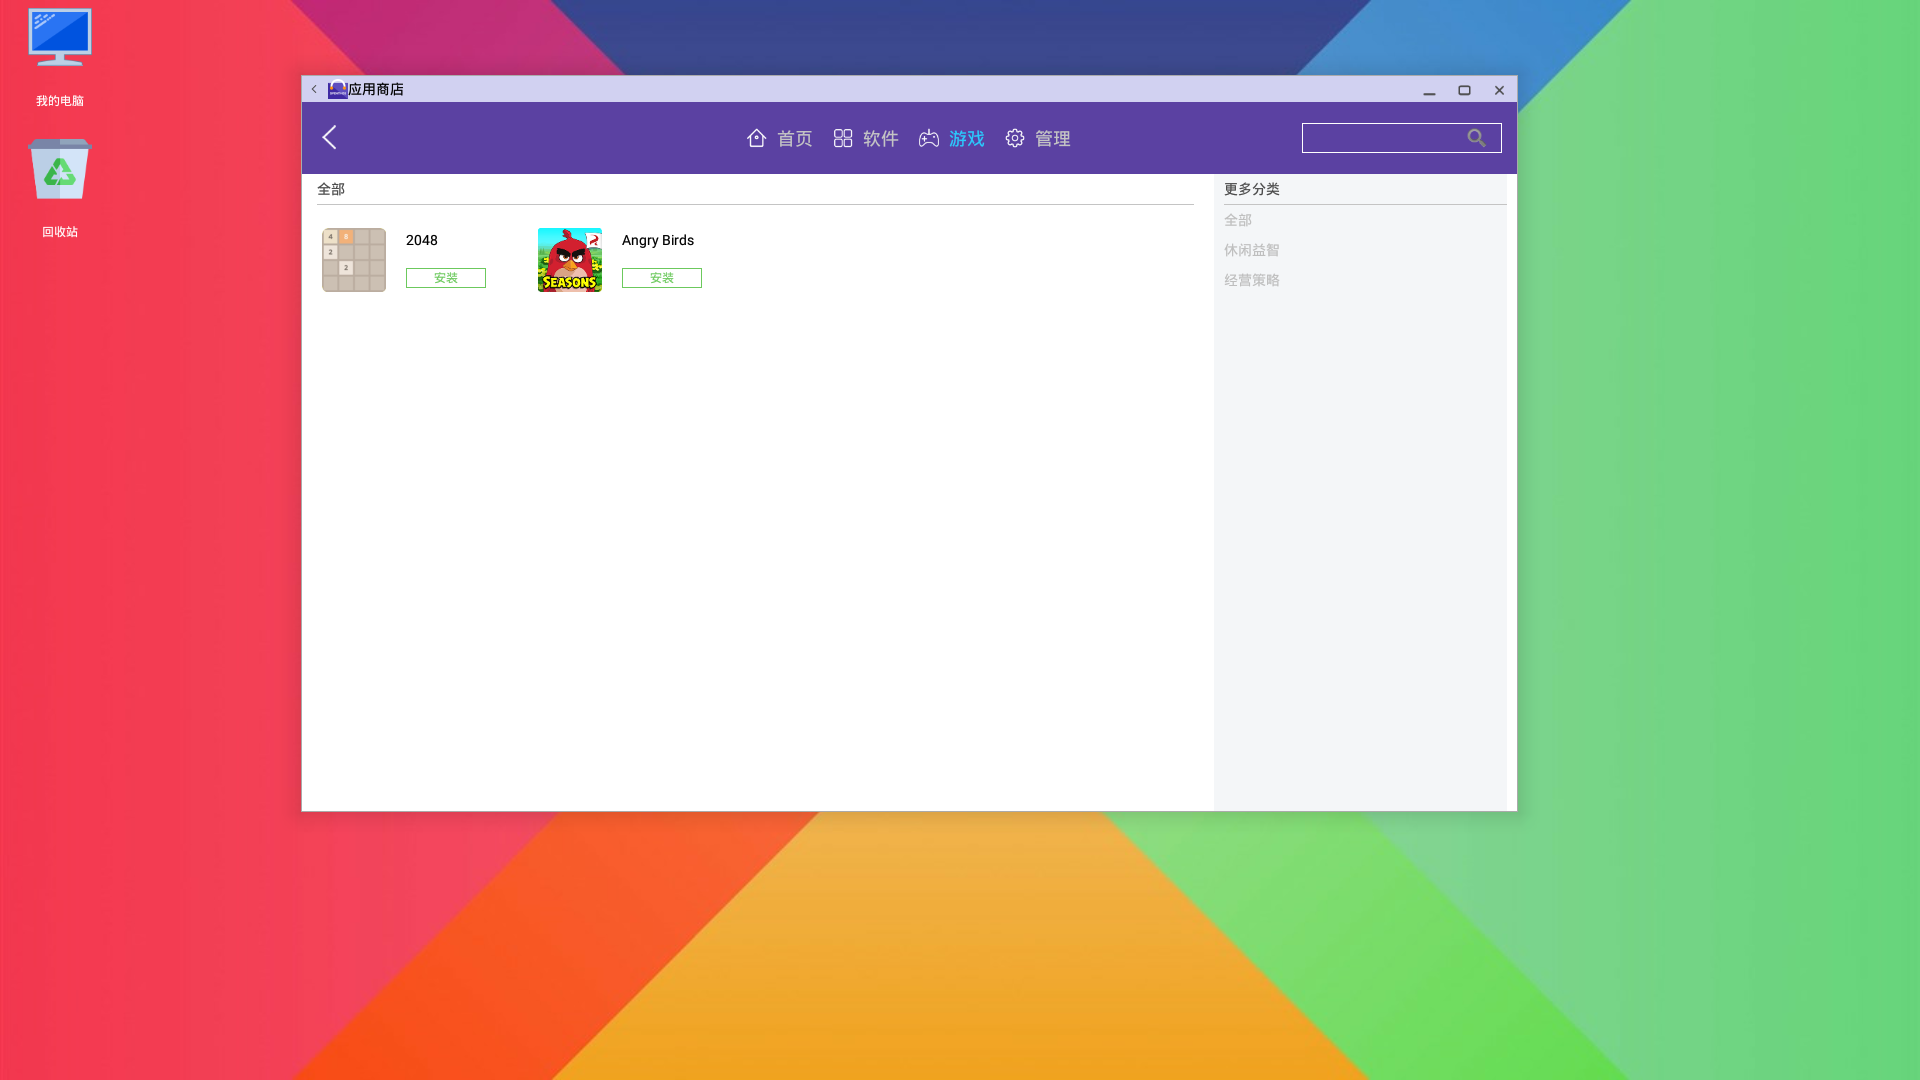 我的电脑
回收站
应用商店
首页 软件 游戏 管理
全部
2048
安装
Angry Birds
安装
SEASONS
4 8
2
2
更多分类
全部
休闲益智
经营策略